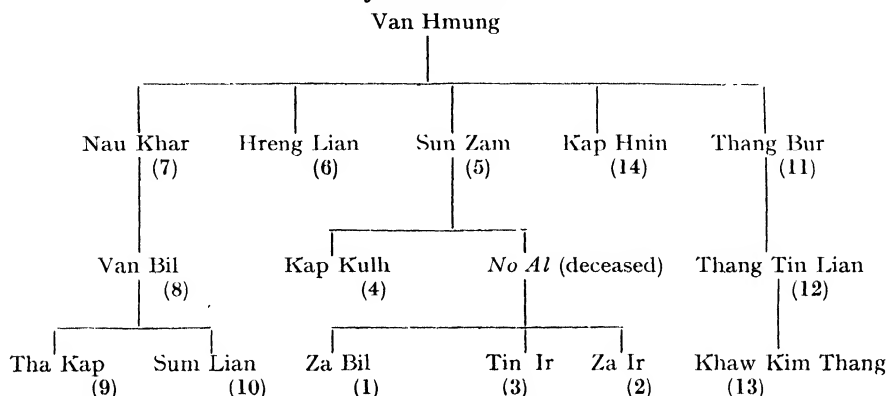 Van Hmung
Nau Khar Hreng Lian Sun Zam Kap Hnin Thang Bur
(7) (6) (5) (14) (11)
Van Bil Kap Kulh No Al (deceased) Thang Tin Lian
(8) (4) (12)
Tha Kap Sum Lian Za Bil Tin Ir Za Ir Khaw Kim Thang
(9) (10) (1) (3) (2) (13)